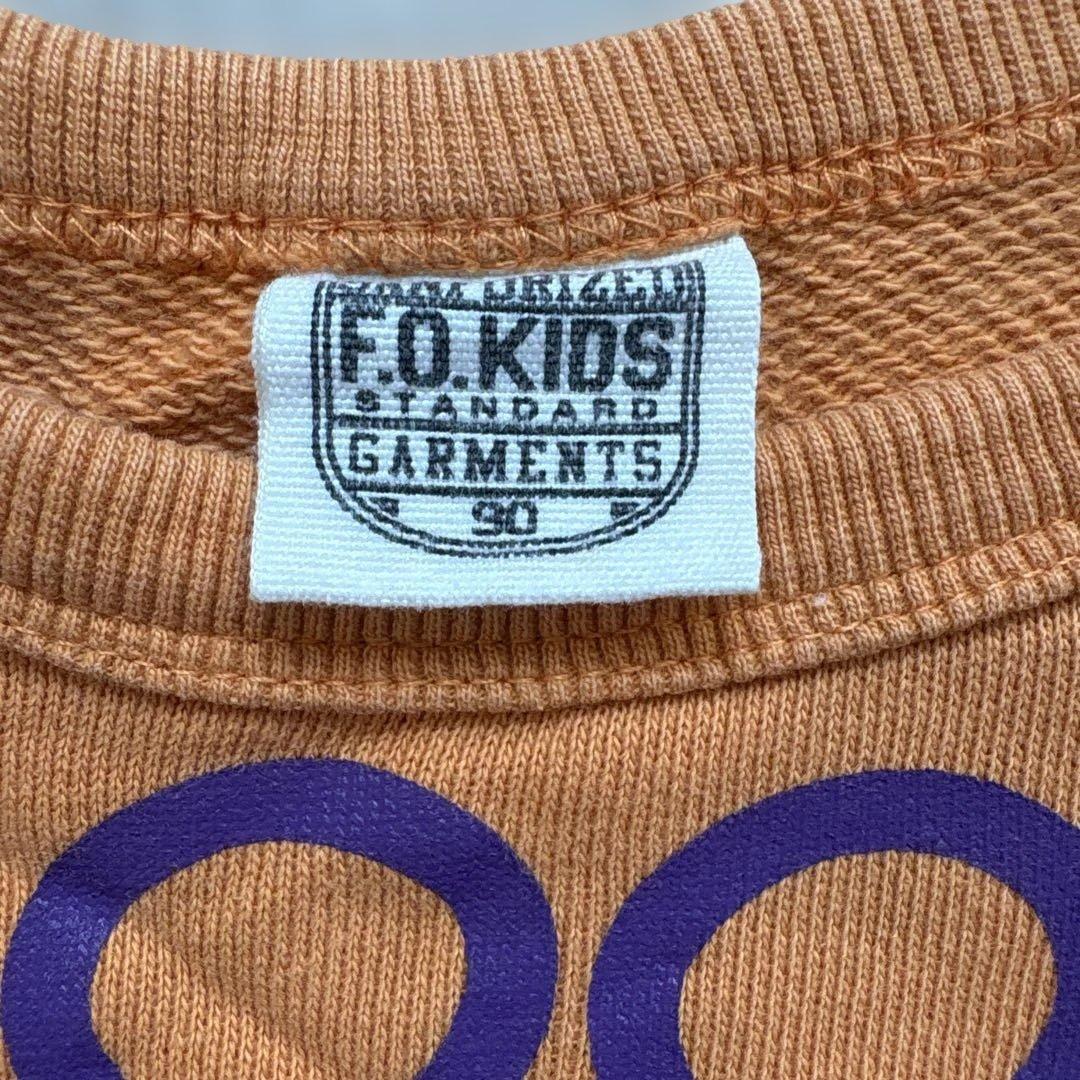 F.O.KIDS
STANDARD
GARMENTS
90